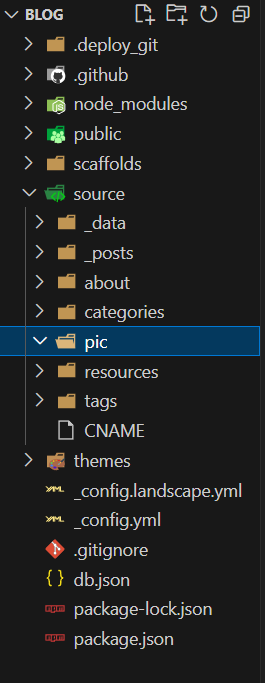 BLOG
.deploy_git
.github
node_modules
public
scaffolds
source
_data
_posts
about
categories
pic
resources
tags
CNAME
themes
_config.landscape.yml
_config.yml
.gitignore
db.json
package-lock.json
package.json